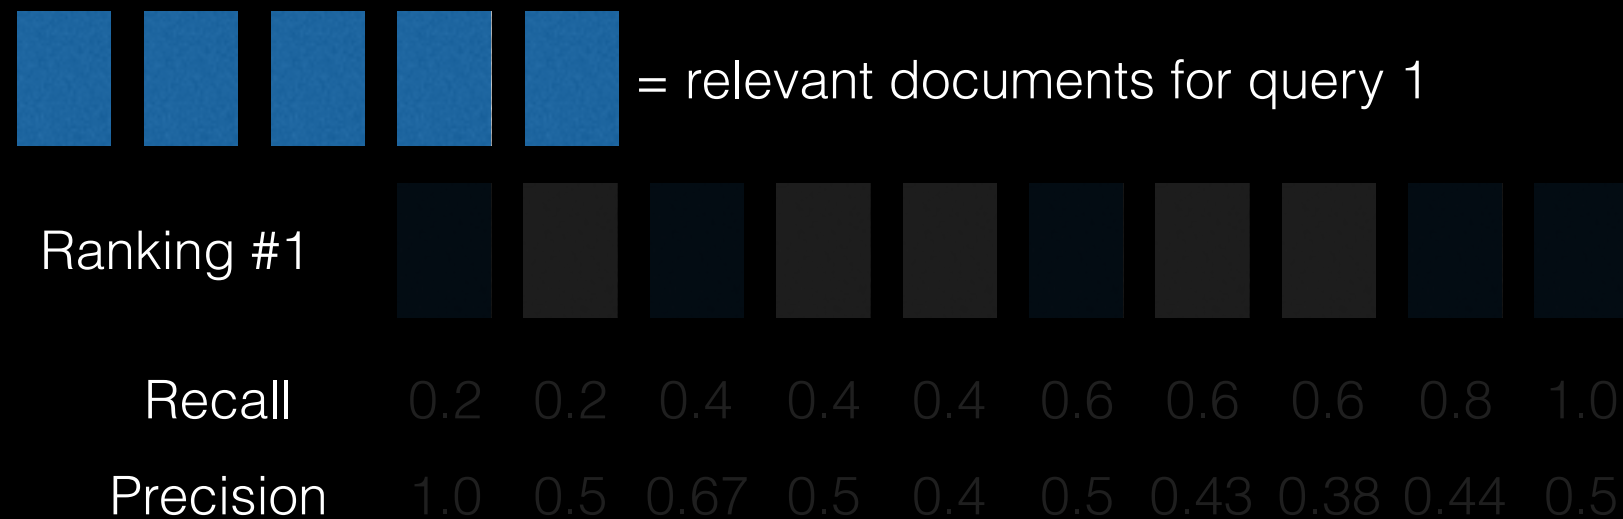 = relevant documents for query 1
Ranking #1
Recall 0.2 0.2 0.4 0.4 0.4 0.6 0.6 0.6 0.8 1.0
Precision 1.0 0.5 0.67 0.5 0.4 0.5 0.43 0.38 0.44 0.5